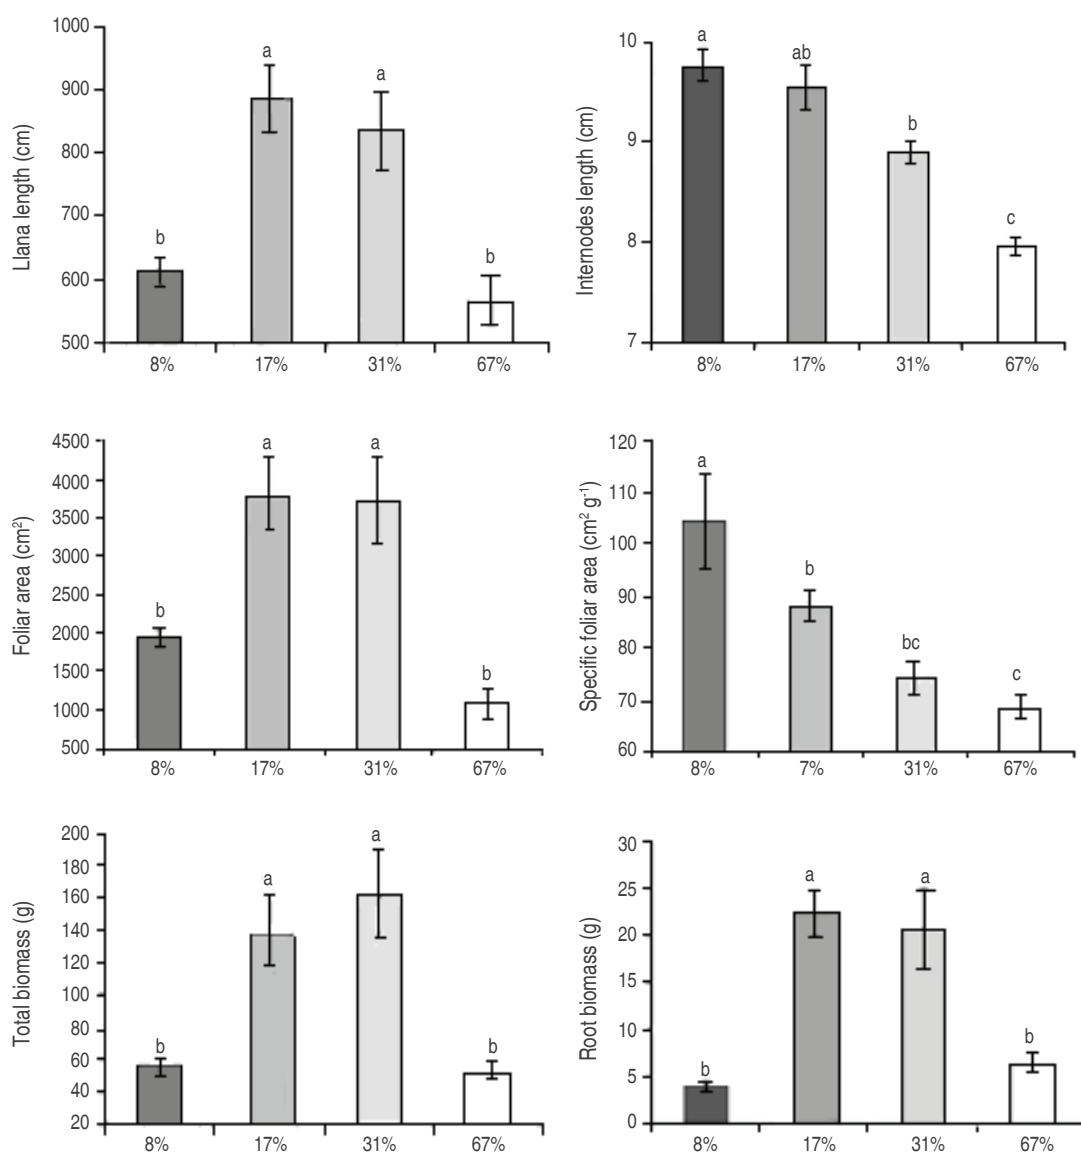 Llana length (cm)
1000
900
800
700
600
500
b
a
a
b
8%
17%
31%
67%
Internodes length (cm)
10
9
8
7
a
ab
b
c
8%
17%
31%
67%
Foliar area (cm²)
4500
4000
3500
3000
2500
2000
1500
1000
500
b
a
a
b
8%
17%
31%
67%
Specific foliar area (cm² g⁻¹)
120
110
100
90
80
70
60
a
b
bc
c
8%
7%
31%
67%
Total biomass (g)
200
180
160
140
120
100
80
60
40
20
b
a
a
b
8%
17%
31%
67%
Root biomass (g)
30
25
20
15
10
5
0
b
a
a
b
8%
17%
31%
67%